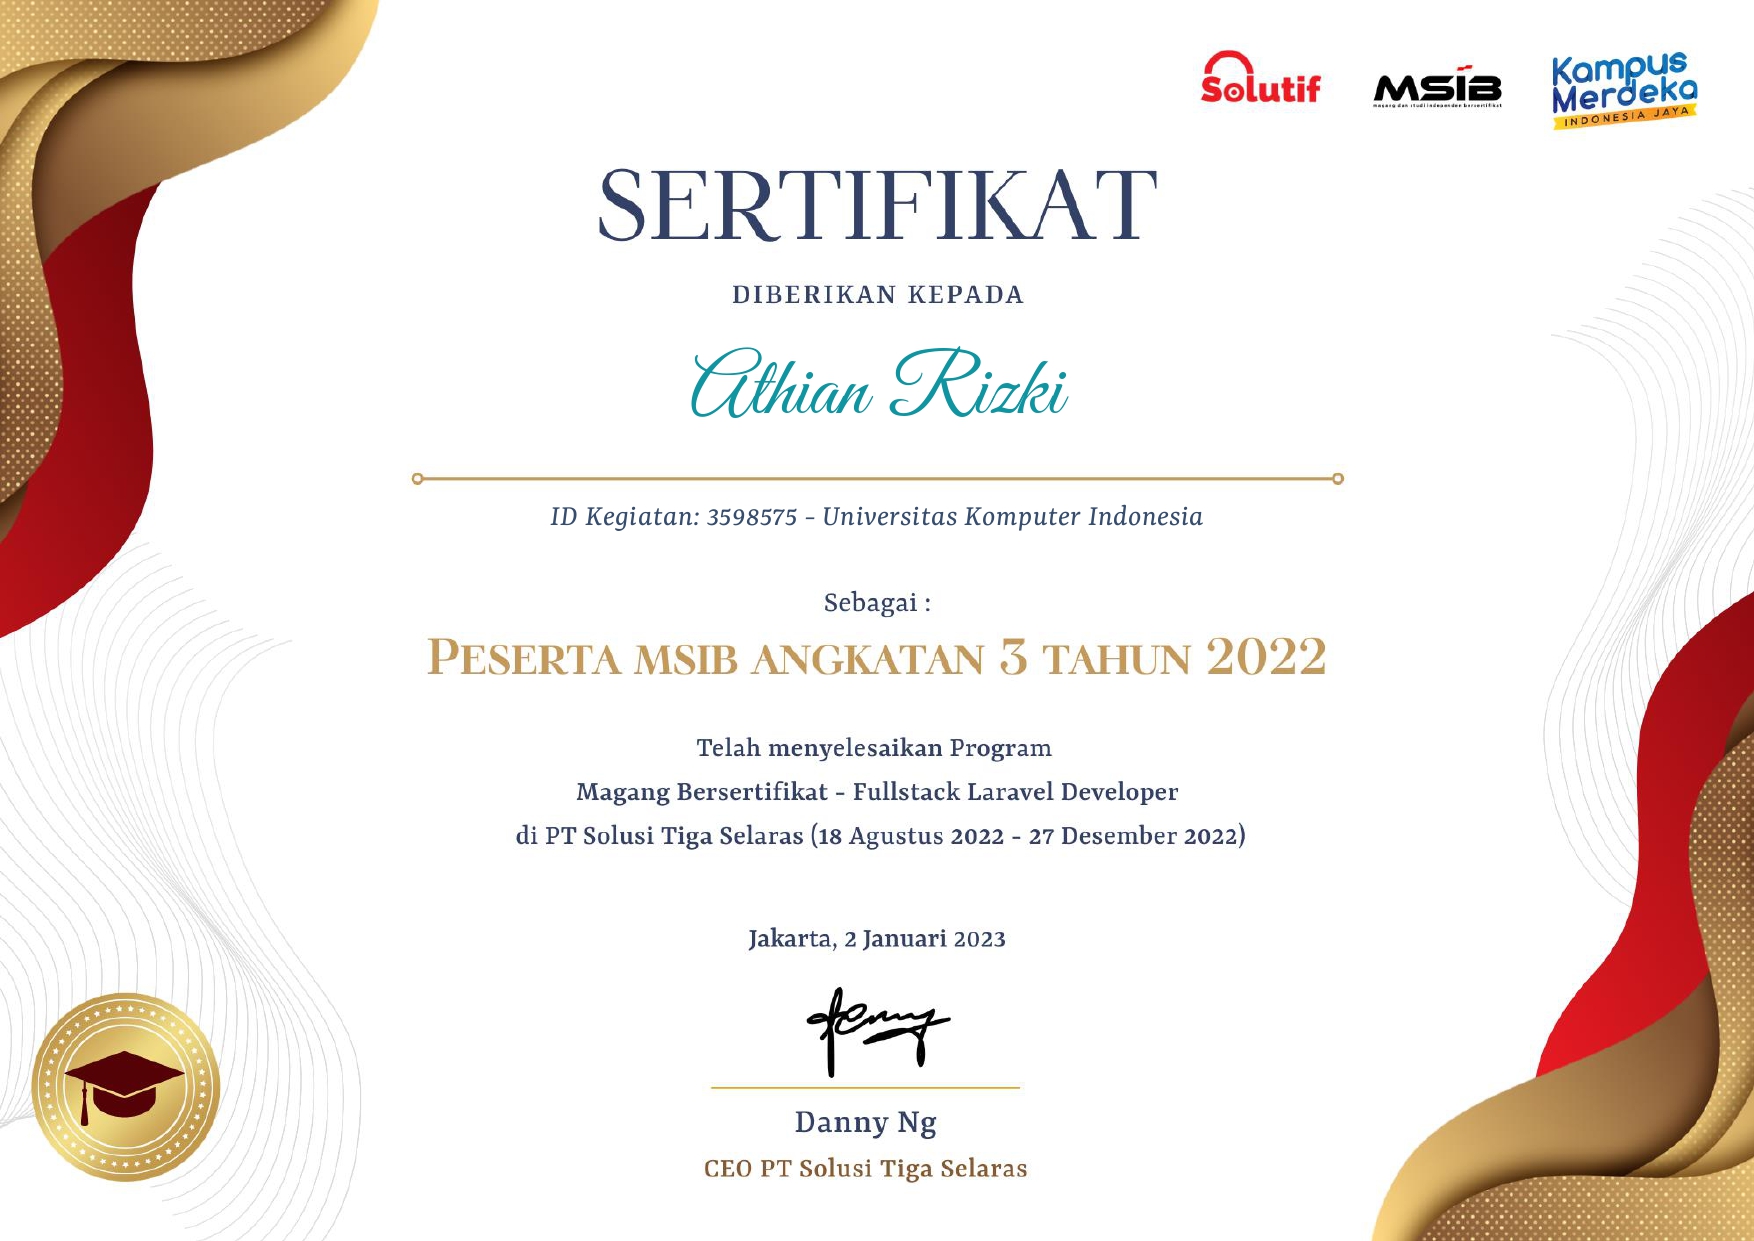 Solutif
MSIB
magang dan studi independen bersertifikat
Kampus
Merdeka
INDONESIA JAYA
SERTIFIKAT
DIBERIKAN KEPADA
Athian Rizki
ID Kegiatan: 3598575 - Universitas Komputer Indonesia
Sebagai :
PESERTA MSIB ANGKATAN 3 TAHUN 2022
Telah menyelesaikan Program
Magang Bersertifikat - Fullstack Laravel Developer
di PT Solusi Tiga Selaras (18 Agustus 2022 - 27 Desember 2022)
Jakarta, 2 Januari 2023
Danny Ng
CEO PT Solusi Tiga Selaras